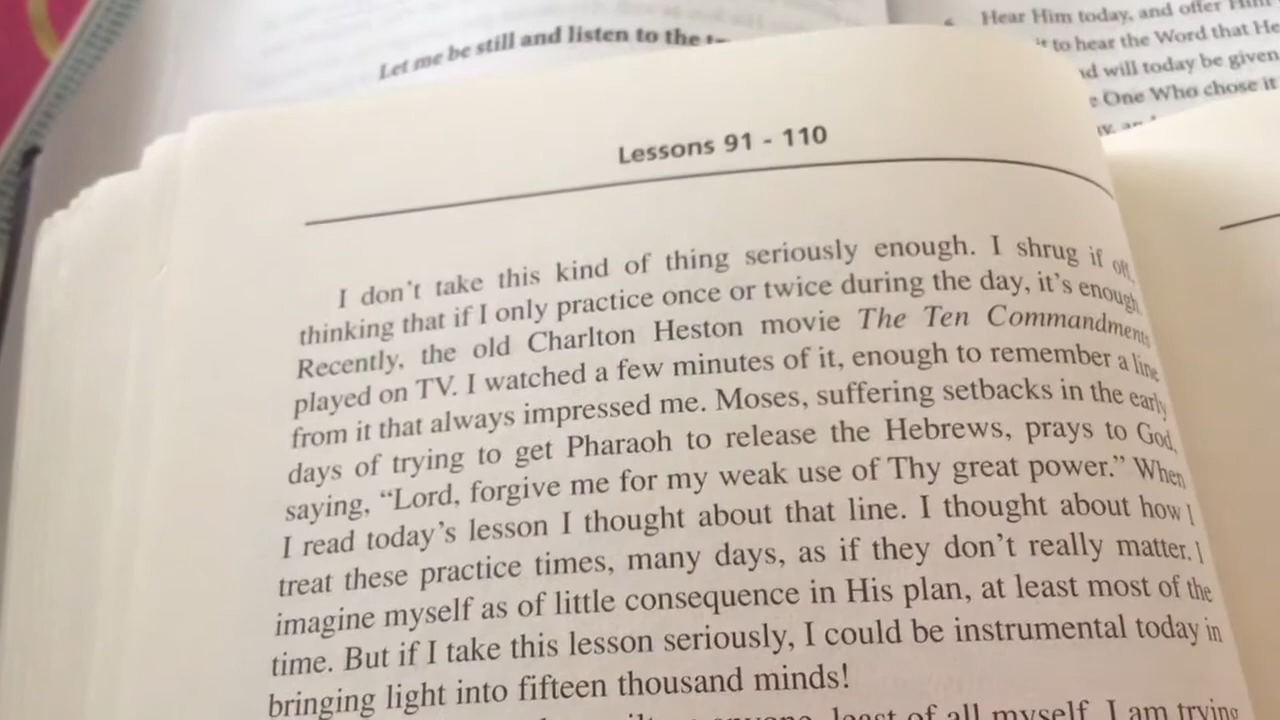 Let me be still and listen to the
Hear Him today, and offer Him
to hear the Word that He
will today be given
One Who chose it
Lessons 91 - 110
I don't take this kind of thing seriously enough. I shrug if off,
thinking that if I only practice once or twice during the day, it's enough.
Recently, the old Charlton Heston movie The Ten Commandments
played on TV. I watched a few minutes of it, enough to remember a line
from it that always impressed me. Moses, suffering setbacks in the early
days of trying to get Pharaoh to release the Hebrews, prays to God,
saying, “Lord, forgive me for my weak use of Thy great power.” When
I read today's lesson I thought about that line. I thought about how I
treat these practice times, many days, as if they don't really matter. I
imagine myself as of little consequence in His plan, at least most of the
time. But if I take this lesson seriously, I could be instrumental today in
bringing light into fifteen thousand minds!
least of all myself. I am trying